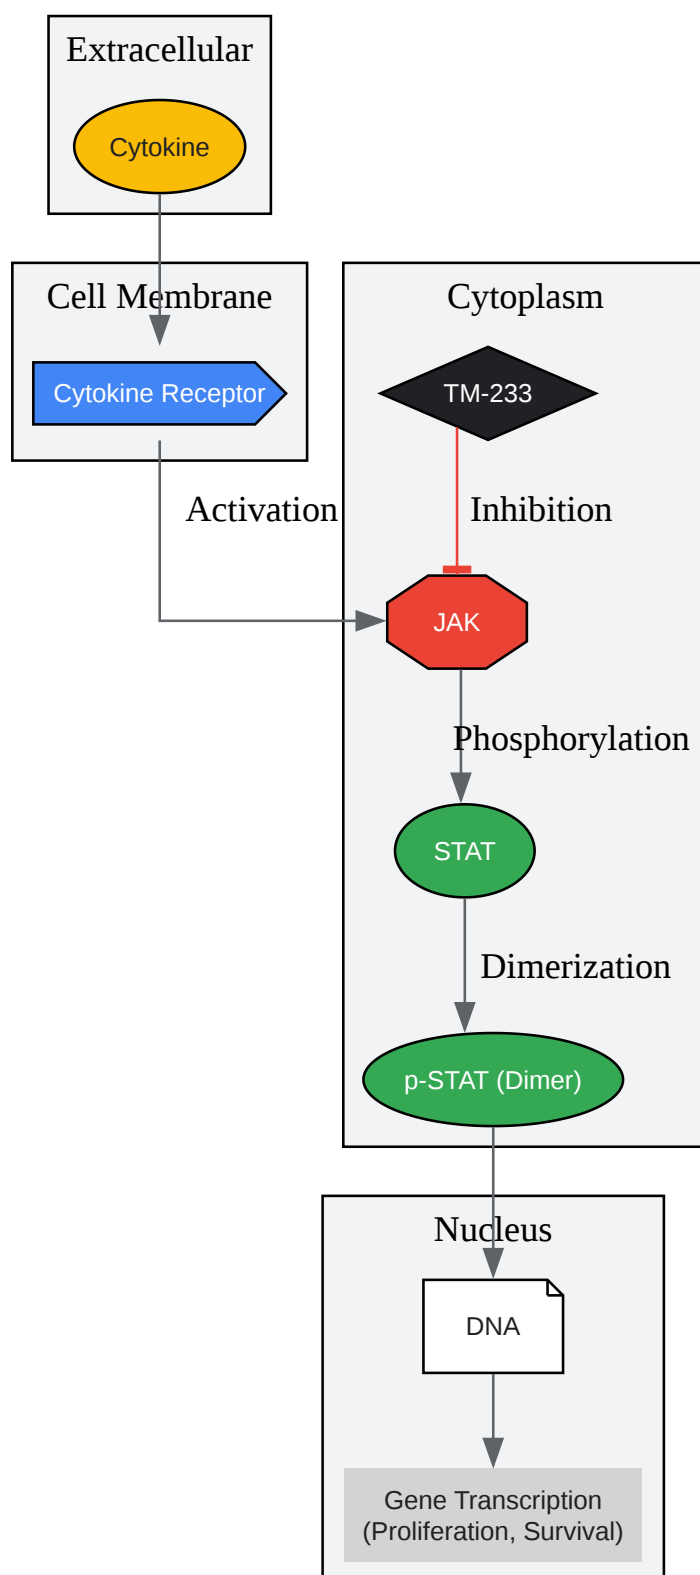 Extracellular
Cytokine
Cell Membrane
Cytokine Receptor
Cytoplasm
TM-233
Activation
Inhibition
JAK
Phosphorylation
STAT
Dimerization
p-STAT (Dimer)
Nucleus
DNA
Gene Transcription
(Proliferation, Survival)